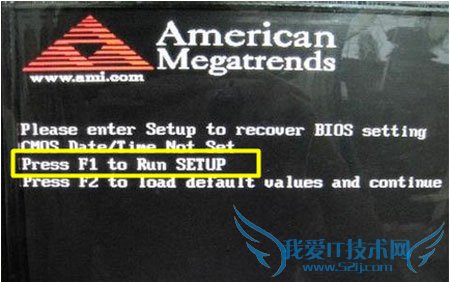 American
Megatrends
www.ami.com
Please enter Setup to recover BIOS setting
CMOS Date/Time Not Set
Press F1 to Run SETUP
Press F2 to load default values and continue
我爱IT技术网
www.52ij.com